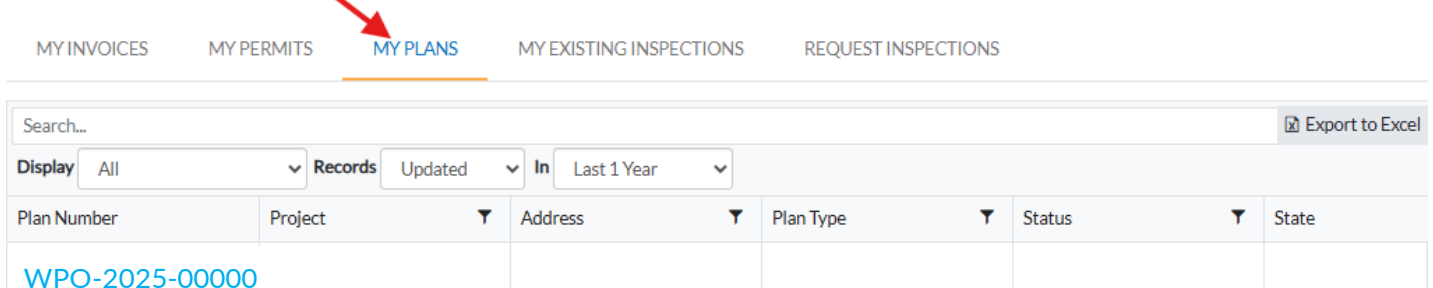 MY INVOICES MY PERMITS MY PLANS MY EXISTING INSPECTIONS REQUEST INSPECTIONS
Search... Export to Excel
Display All Records Updated In Last 1 Year
Plan Number Project Address Plan Type Status State
WPO-2025-00000